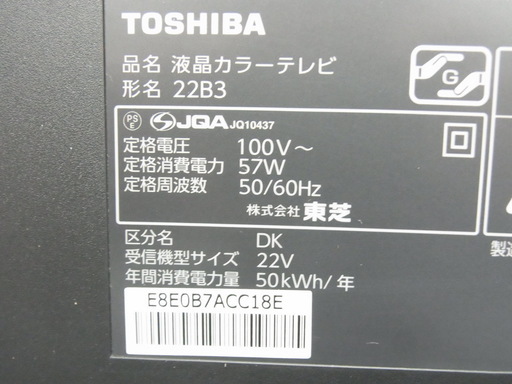 TOSHIBA
品名 液晶カラーテレビ
形名 22B3
G
PS
E
JQA JQ10437
定格電圧 100V～
定格消費電力 57W
定格周波数 50/60Hz
株式会社 東芝
区分名 DK
受信機型サイズ 22V
年間消費電力量 50kWh/年
E8E0B7ACC18E
製造